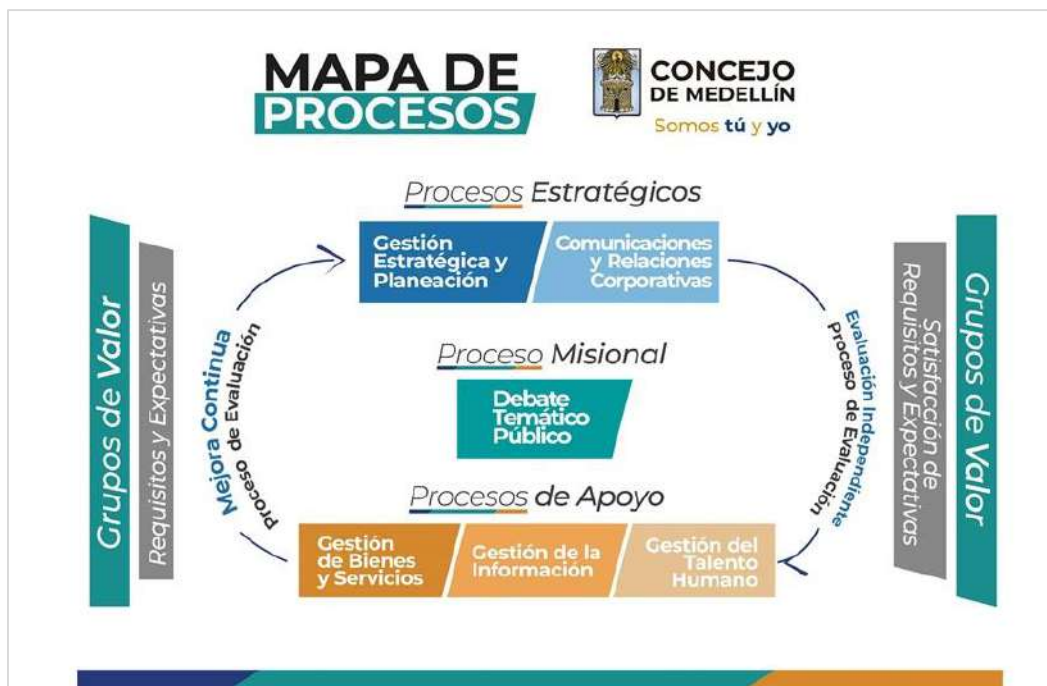 MAPA DE
PROCESOS
CONCEJO
DE MEDELLÍN
Somos tú y yo
Procesos Estratégicos
Gestión
Estratégica y
Planeación
Comunicaciones
y Relaciones
Corporativas
Grupos de Valor
Requisitos y Expectativas
Mejora Continua
Proceso de Evaluación
Proceso Misional
Debate
Temático
Público
Evaluación Independiente
Proceso de Evaluación
Satisfacción de
Requisitos y Expectativas
Grupos de Valor
Procesos de Apoyo
Gestión
de Bienes
y Servicios
Gestión de la
Información
Gestión del
Talento
Humano